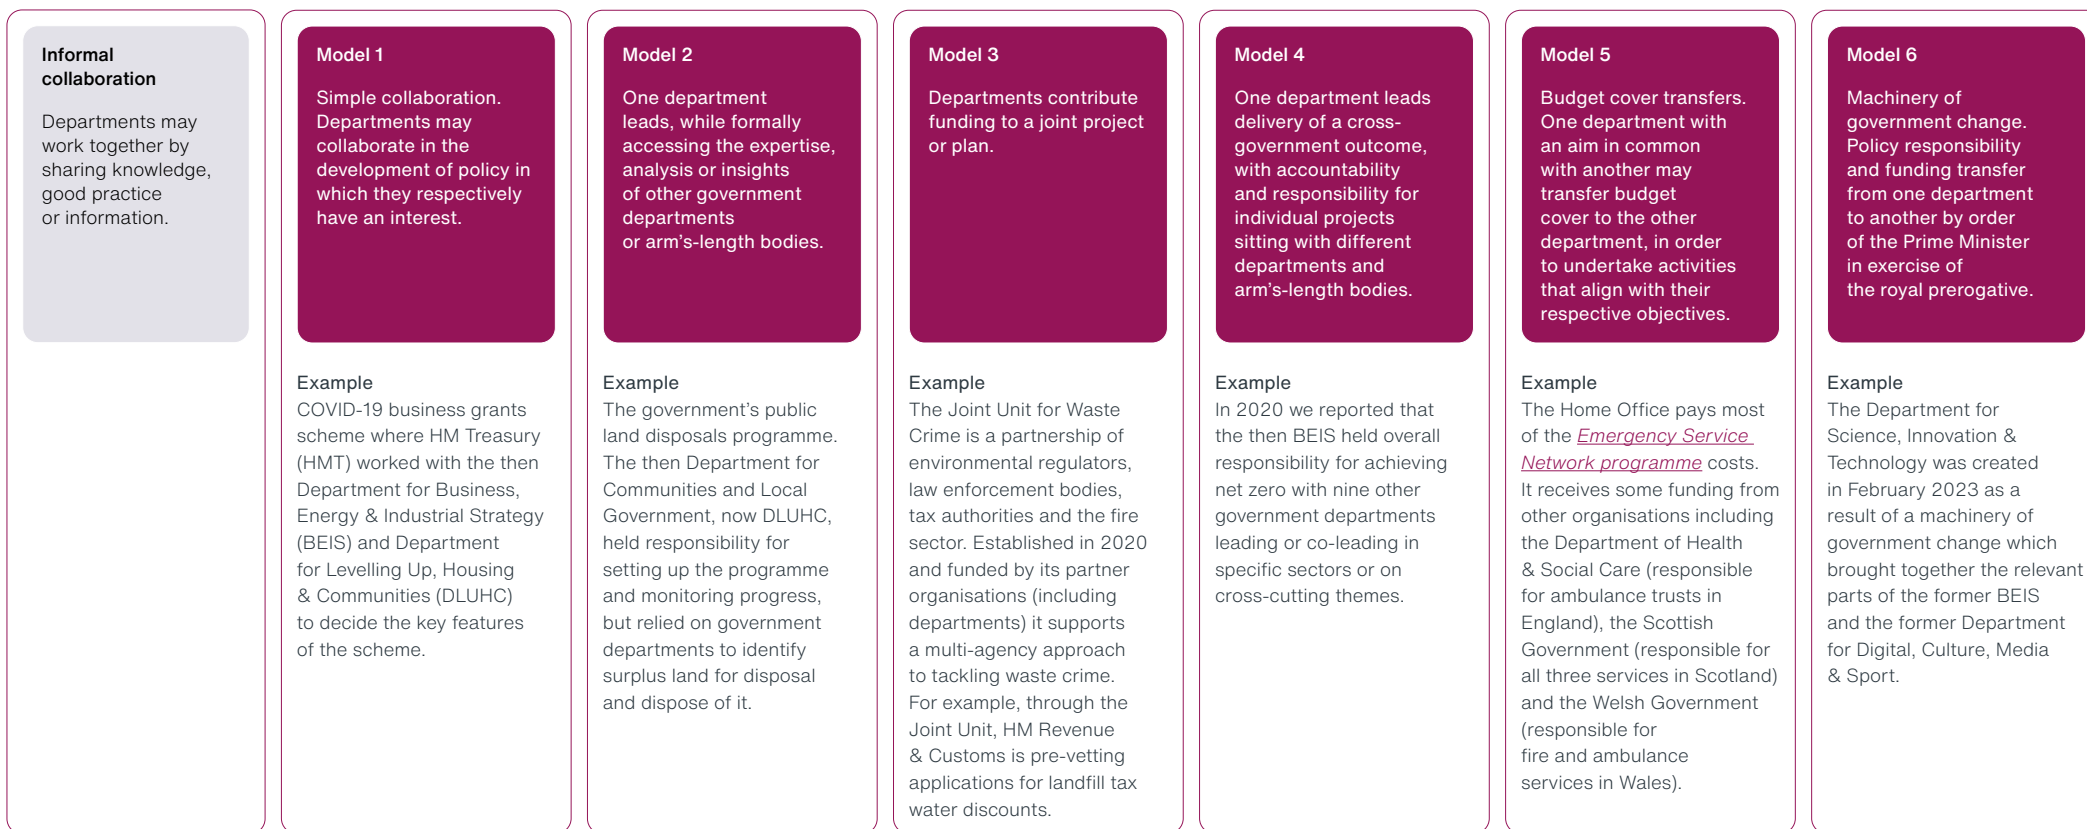 Informal
collaboration
Departments may
work together by
sharing knowledge,
good practice
or information.
Model 1
Simple collaboration.
Departments may
collaborate in the
development of policy in
which they respectively
have an interest.
Example
COVID-19 business grants
scheme where HM Treasury
(HMT) worked with the then
Department for Business,
Energy & Industrial Strategy
(BEIS) and Department
for Levelling Up, Housing
& Communities (DLUHC)
to decide the key features
of the scheme.
Model 2
One department
leads, while formally
accessing the expertise,
analysis or insights
of other government
departments
or arm’s-length bodies.
Example
The government’s public
land disposals programme.
The then Department for
Communities and Local
Government, now DLUHC,
held responsibility for
setting up the programme
and monitoring progress,
but relied on government
departments to identify
surplus land for disposal
and dispose of it.
Model 3
Departments contribute
funding to a joint project
or plan.
Example
The Joint Unit for Waste
Crime is a partnership of
environmental regulators,
law enforcement bodies,
tax authorities and the fire
sector. Established in 2020
and funded by its partner
organisations (including
departments) it supports
a multi-agency approach
to tackling waste crime.
For example, through the
Joint Unit, HM Revenue
& Customs is pre-vetting
applications for landfill tax
water discounts.
Model 4
One department leads
delivery of a cross-
government outcome,
with accountability
and responsibility for
individual projects
sitting with different
departments and
arm’s-length bodies.
Example
In 2020 we reported that
the then BEIS held overall
responsibility for achieving
net zero with nine other
government departments
leading or co-leading in
specific sectors or on
cross-cutting themes.
Model 5
Budget cover transfers.
One department with
an aim in common
with another may
transfer budget
cover to the other
department, in order
to undertake activities
that align with their
respective objectives.
Example
The Home Office pays most
of the Emergency Service
Network programme costs.
It receives some funding from
other organisations including
the Department of Health
& Social Care (responsible
for ambulance trusts in
England), the Scottish
Government (responsible for
all three services in Scotland)
and the Welsh Government
(responsible for
fire and ambulance
services in Wales).
Model 6
Machinery of
government change.
Policy responsibility
and funding transfer
from one department
to another by order
of the Prime Minister
in exercise of
the royal prerogative.
Example
The Department for
Science, Innovation &
Technology was created
in February 2023 as a
result of a machinery of
government change which
brought together the relevant
parts of the former BEIS
and the former Department
for Digital, Culture, Media
& Sport.